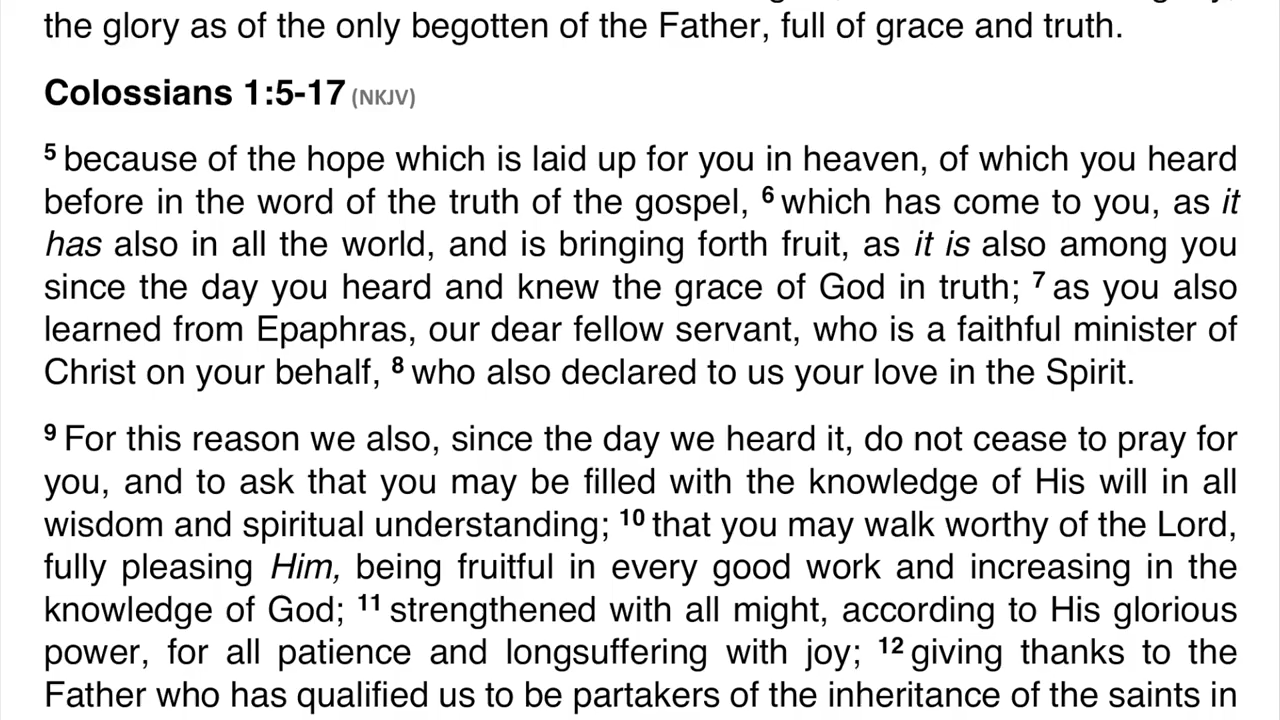 the glory as of the only begotten of the Father, full of grace and truth.
Colossians 1:5-17 (NKJV)
5 because of the hope which is laid up for you in heaven, of which you heard
before in the word of the truth of the gospel, 6 which has come to you, as it
has also in all the world, and is bringing forth fruit, as it is also among you
since the day you heard and knew the grace of God in truth; 7 as you also
learned from Epaphras, our dear fellow servant, who is a faithful minister of
Christ on your behalf, 8 who also declared to us your love in the Spirit.
9 For this reason we also, since the day we heard it, do not cease to pray for
you, and to ask that you may be filled with the knowledge of His will in all
wisdom and spiritual understanding; 10 that you may walk worthy of the Lord,
fully pleasing Him, being fruitful in every good work and increasing in the
knowledge of God; 11 strengthened with all might, according to His glorious
power, for all patience and longsuffering with joy; 12 giving thanks to the
Father who has qualified us to be partakers of the inheritance of the saints in